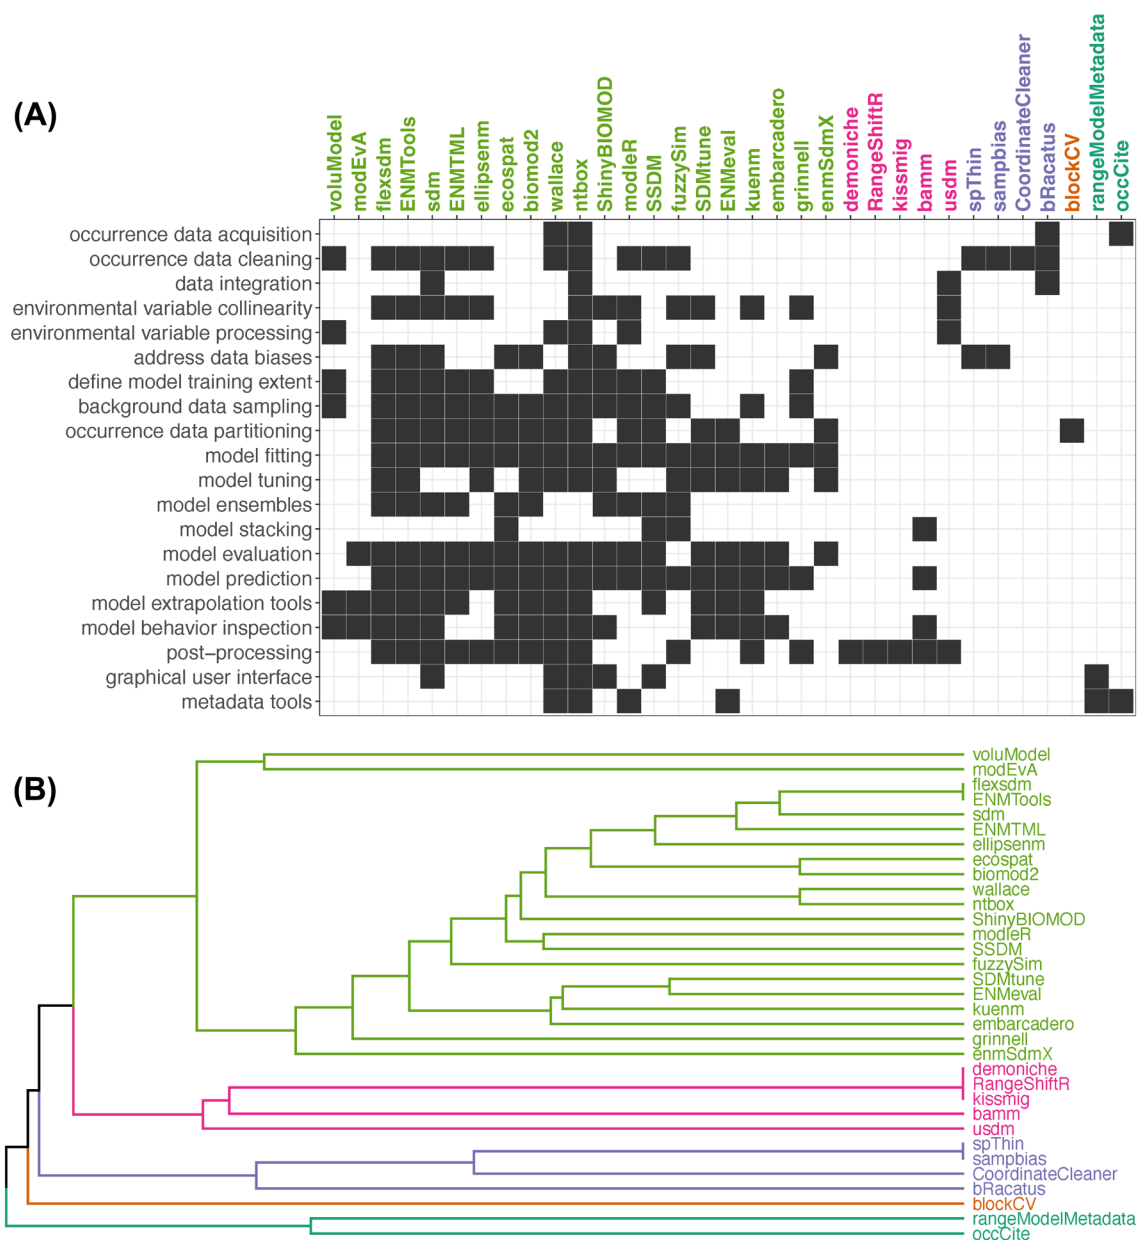 (A)
voluModel
modEvA
flexsdm
ENMTools
sdm
ENMTML
ellipsenm
ecospat
biomod2
wallace
ntbox
ShinyBIOMOD
modleR
SSDM
fuzzySim
SDMtune
ENMeval
kuenm
embarcadero
grinnell
enmSdmX
demoniche
RangeShiftR
kissmig
bamm
usdm
spThin
sampbias
CoordinateCleaner
bRacatus
blockCV
rangeModelMetadata
occCite
occurrence data acquisition
occurrence data cleaning
data integration
environmental variable collinearity
environmental variable processing
address data biases
define model training extent
background data sampling
occurrence data partitioning
model fitting
model tuning
model ensembles
model stacking
model evaluation
model prediction
model extrapolation tools
model behavior inspection
post–processing
graphical user interface
metadata tools
(B)
voluModel
modEvA
flexsdm
ENMTools
sdm
ENMTML
ellipsenm
ecospat
biomod2
wallace
ntbox
ShinyBIOMOD
modleR
SSDM
fuzzySim
SDMtune
ENMeval
kuenm
embarcadero
grinnell
enmSdmX
demoniche
RangeShiftR
kissmig
bamm
usdm
spThin
sampbias
CoordinateCleaner
bRacatus
blockCV
rangeModelMetadata
occCite